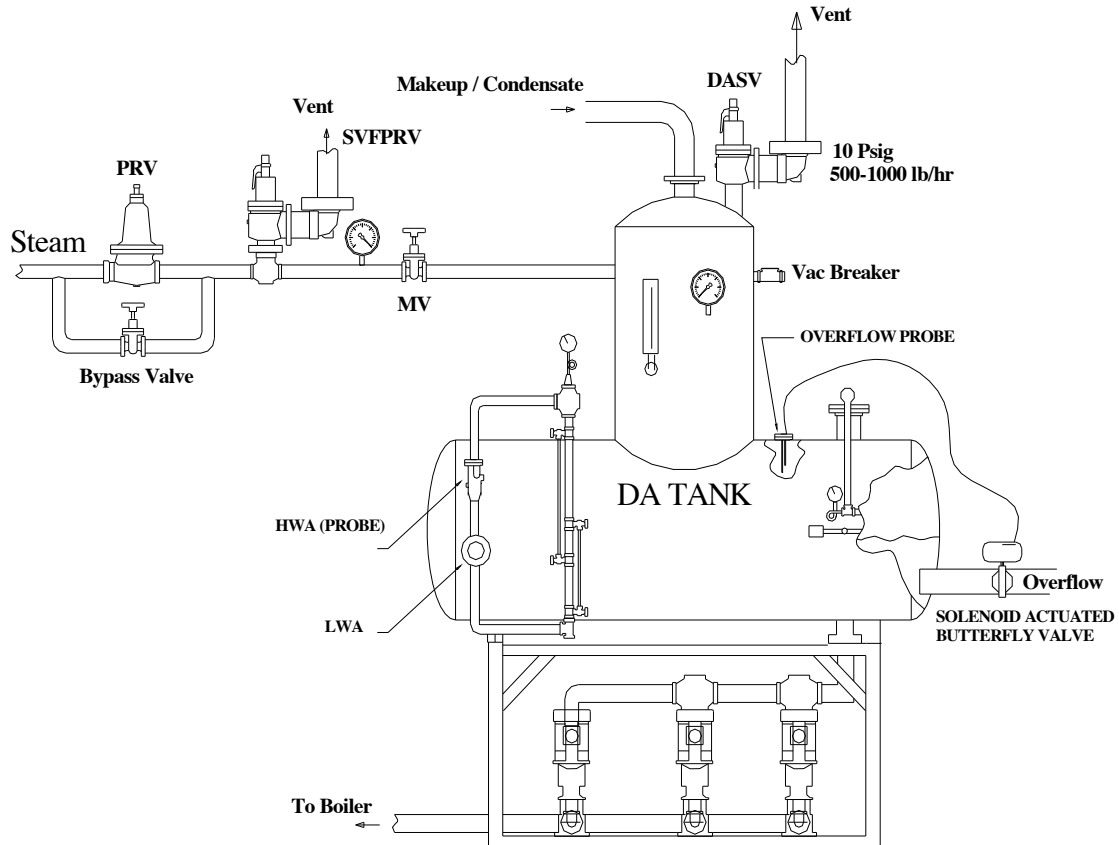 Vent
Makeup / Condensate
DASV
Vent
SVFPRV
PRV
10 Psig
500-1000 lb/hr
Steam
Vac Breaker
MV
OVERFLOW PROBE
Bypass Valve
DA TANK
HWA (PROBE)
Overflow
SOLENOID ACTUATED
BUTTERFLY VALVE
LWA
To Boiler